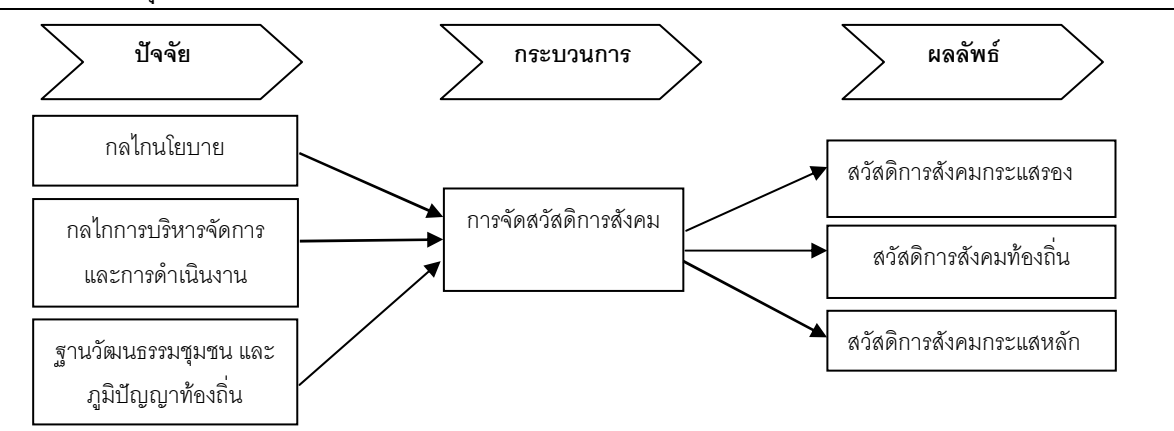 ปัจจัย
กระบวนการ
ผลลัพธ์
กลไกนโยบาย
กลไกการบริหารจัดการ
และการดำเนินงาน
ฐานวัฒนธรรมชุมชน และ
ภูมิปัญญาท้องถิ่น
การจัดสวัสดิการสังคม
สวัสดิการสังคมกระแสรอง
สวัสดิการสังคมท้องถิ่น
สวัสดิการสังคมกระแสหลัก